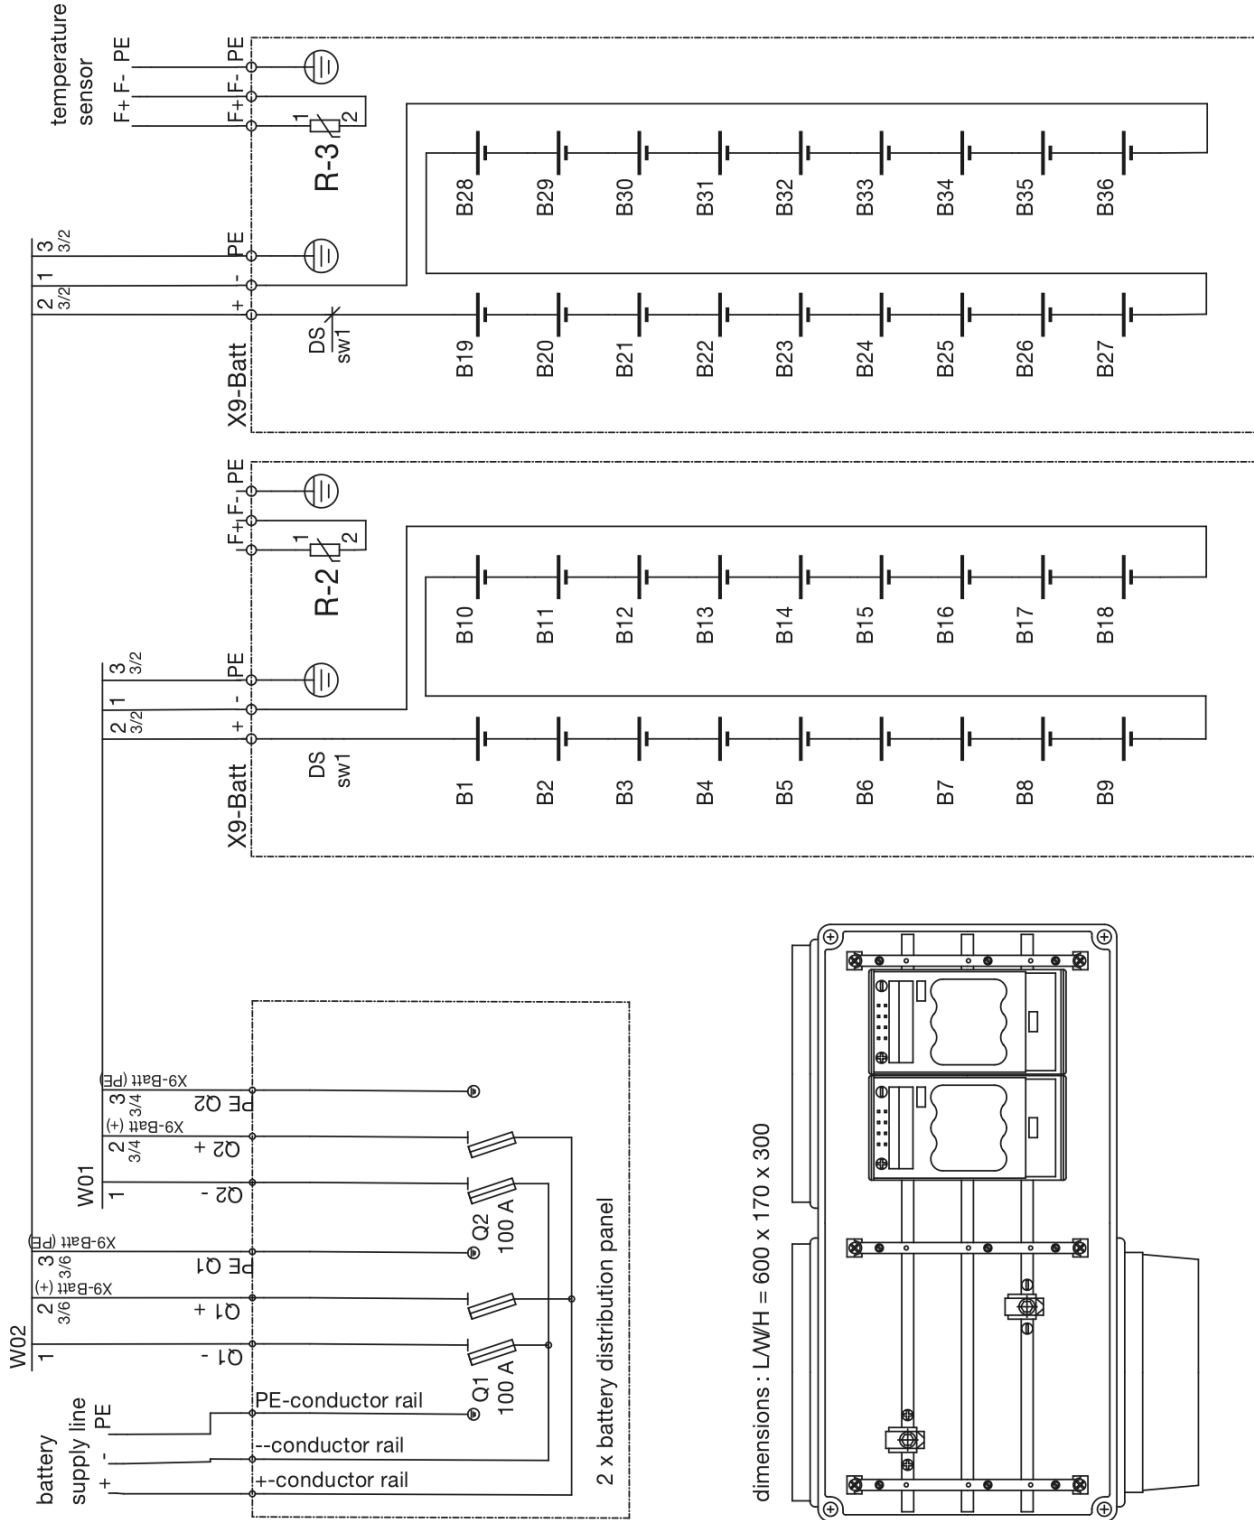 temperature
sensor
F+ F- PE
F+ F- PE
1
2
R-3
2 1 3
3/2 3/2
+ - PE
X9-Batt
DS
sw1
B28
B29
B30
B31
B32
B33
B34
B35
B36
B19
B20
B21
B22
B23
B24
B25
B26
B27
F+ F- PE
1
2
R-2
2 1 3
3/2 3/2
+ - PE
X9-Batt
DS
sw1
B10
B11
B12
B13
B14
B15
B16
B17
B18
B1
B2
B3
B4
B5
B6
B7
B8
B9
W01
1 2 3
3/4 3/4
X9-Batt (+)
X9-Batt (PE)
Q2 -
Q2 +
PE Q2
Q2
100 A
W02
1 2 3
3/6 3/6
X9-Batt (+)
X9-Batt (PE)
Q1 -
Q1 +
PE Q1
Q1
100 A
battery
supply line
+ - PE
PE-conductor rail
--conductor rail
+-conductor rail
2 x battery distribution panel
dimensions : L/W/H = 600 x 170 x 300